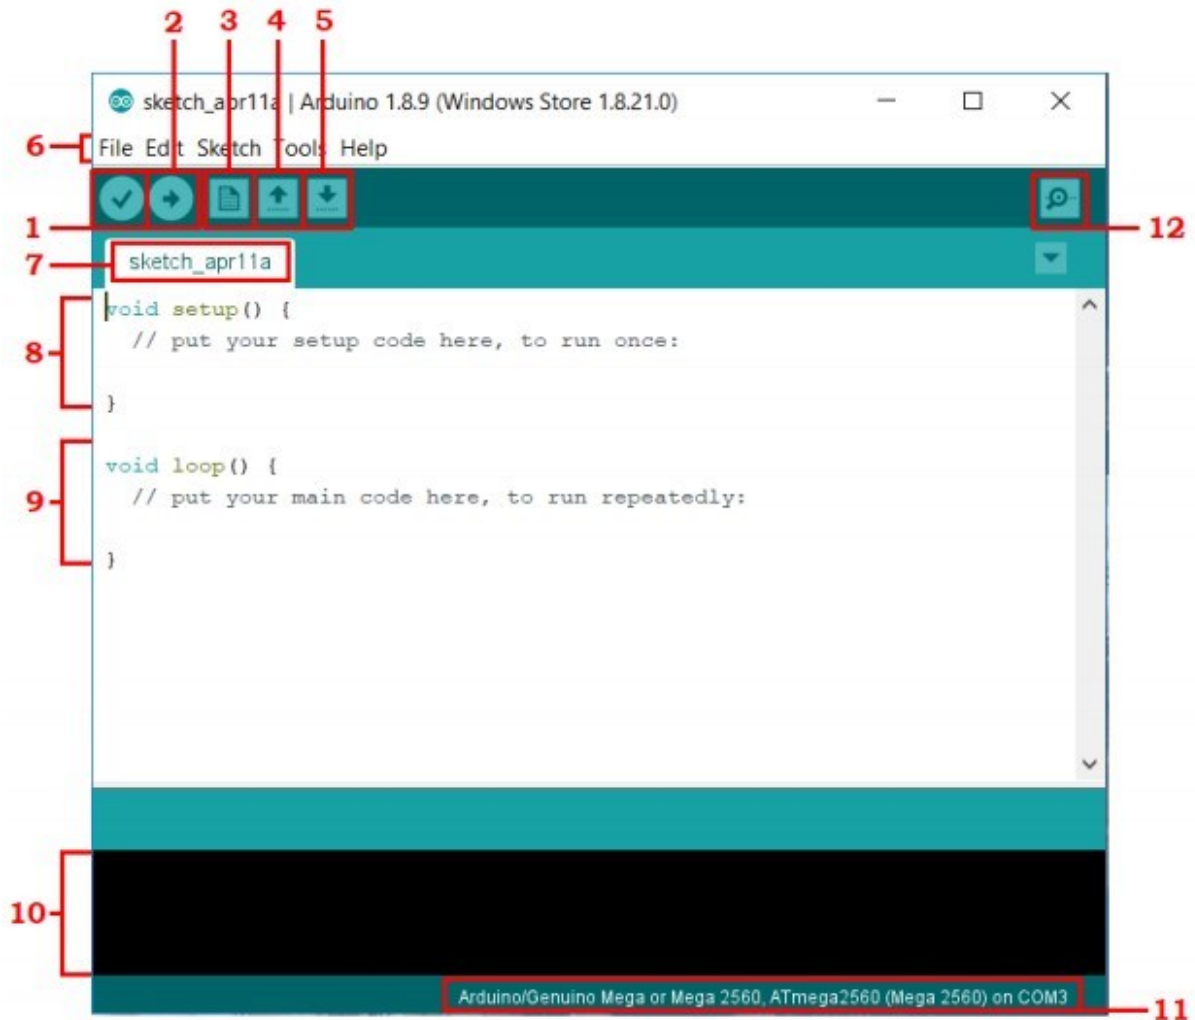 2 3 4 5
sketch_apr11a | Arduino 1.8.9 (Windows Store 1.8.21.0)
6 File Edit Sketch Tools Help
1 12
7 sketch_apr11a
void setup() {
8 // put your setup code here, to run once:
}
void loop() {
9 // put your main code here, to run repeatedly:
}
10
Arduino/Genuino Mega or Mega 2560, ATmega2560 (Mega 2560) on COM3
11